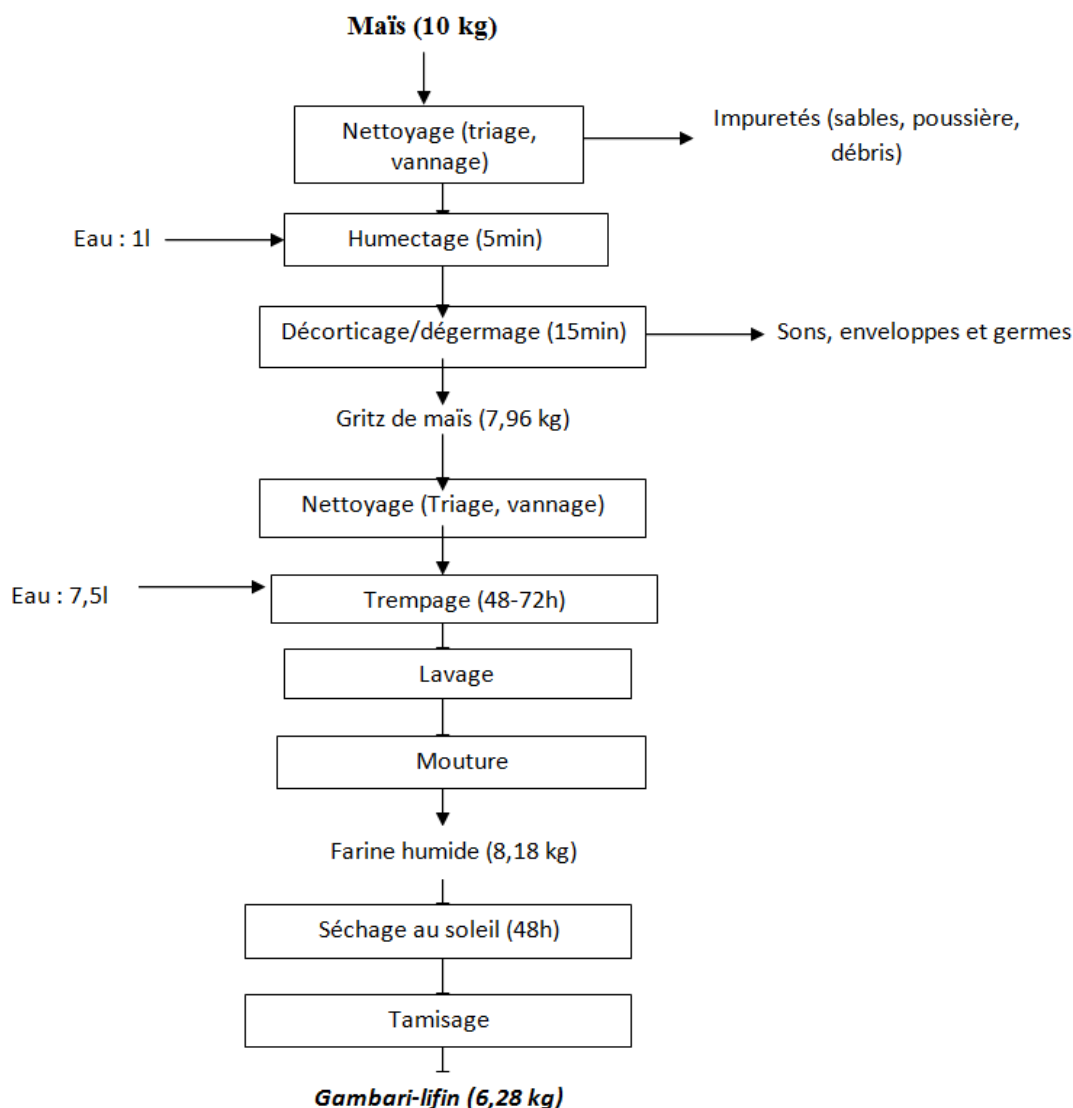 Maïs (10 kg)
Nettoyage (triage,
vannage)
Impuretés (sables, poussière,
débris)
Eau : 1l
Humectage (5min)
Décorticage/dégermage (15min)
Sons, enveloppes et germes
Gritz de maïs (7,96 kg)
Nettoyage (Triage, vannage)
Eau : 7,5l
Trempage (48-72h)
Lavage
Mouture
Farine humide (8,18 kg)
Séchage au soleil (48h)
Tamisage
Gambari-lifin (6,28 kg)